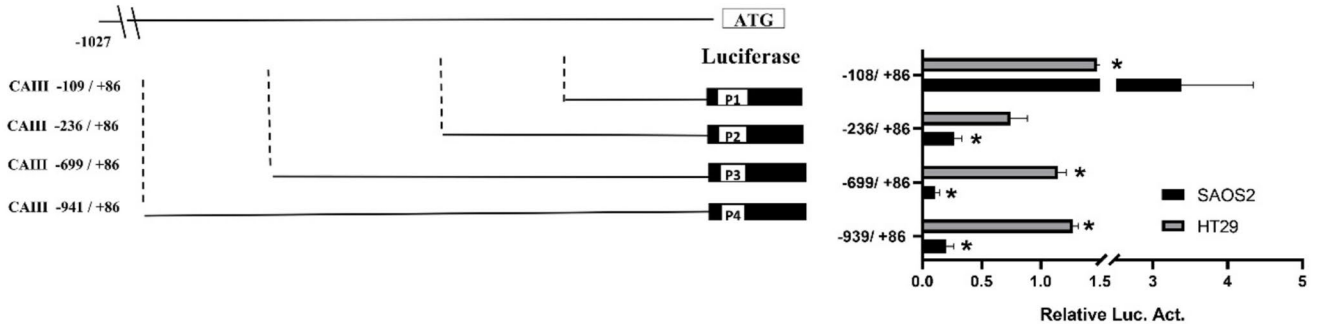 ATG
-1027
Luciferase
CAIII -109 / +86
P1
CAIII -236 / +86
P2
CAIII -699 / +86
P3
CAIII -941 / +86
P4
-108/ +86
*
-236/ +86
*
-699/ +86
*
*
-939/ +86
*
*
SAOS2
HT29
0.0 0.5 1.0 1.5 3 4 5
Relative Luc. Act.